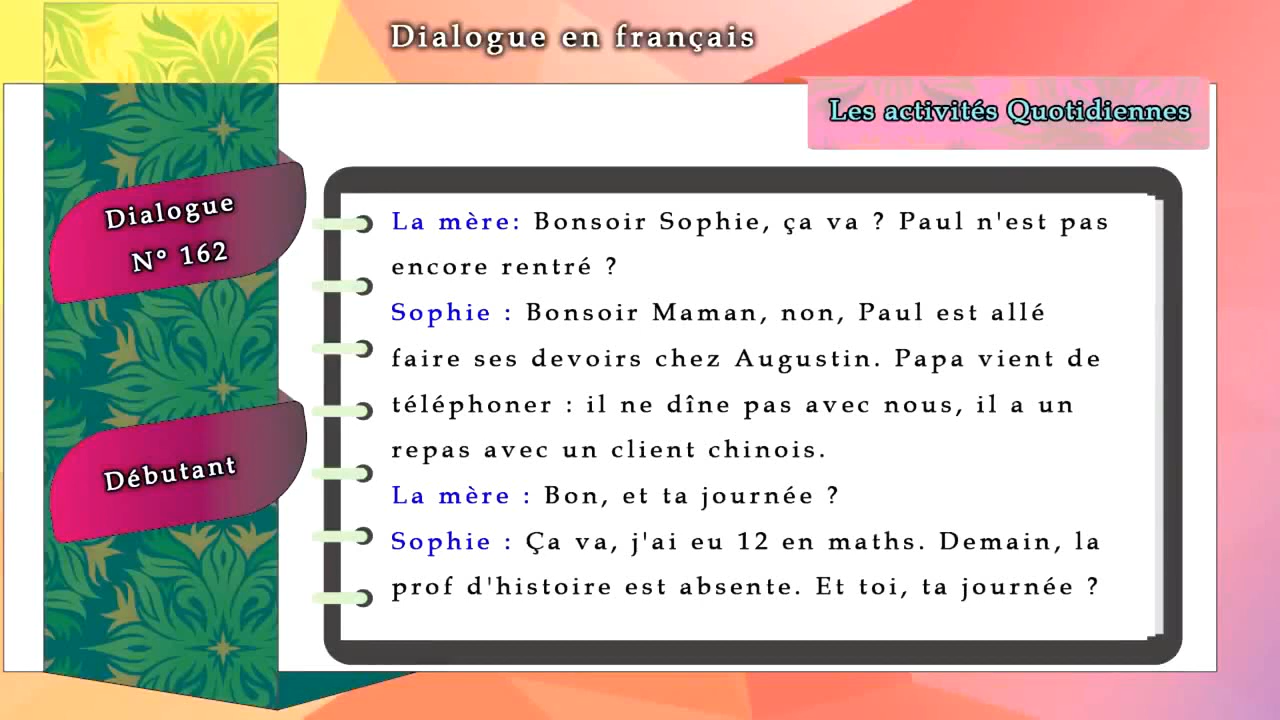 Dialogue en français
Les activités Quotidiennes
Dialogue
N° 162
Débutant
La mère: Bonsoir Sophie, ça va ? Paul n'est pas
encore rentré ?
Sophie : Bonsoir Maman, non, Paul est allé
faire ses devoirs chez Augustin. Papa vient de
téléphoner : il ne dîne pas avec nous, il a un
repas avec un client chinois.
La mère : Bon, et ta journée ?
Sophie : Ça va, j'ai eu 12 en maths. Demain, la
prof d'histoire est absente. Et toi, ta journée ?